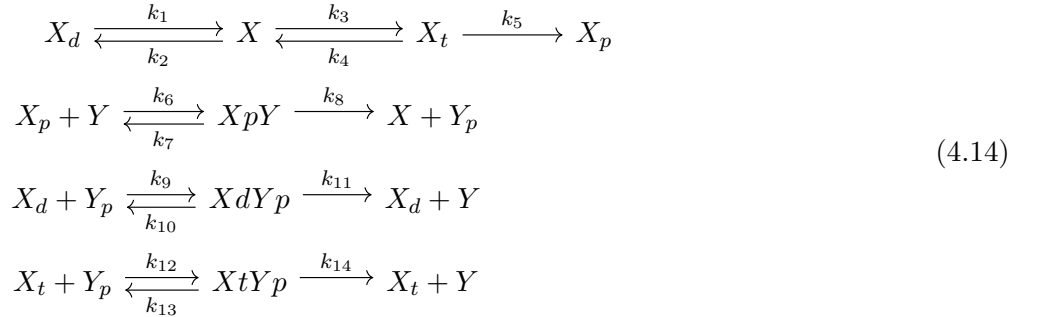 X_d ⇌ X ⇌ X_t → X_p k_1 k_2 k_3 k_4 k_5
X_p + Y ⇌ XpY → X + Y_p k_6 k_7 k_8
(4.14)
X_d + Y_p ⇌ XdYp → X_d + Y k_9 k_10 k_11
X_t + Y_p ⇌ XtYp → X_t + Y k_12 k_13 k_14